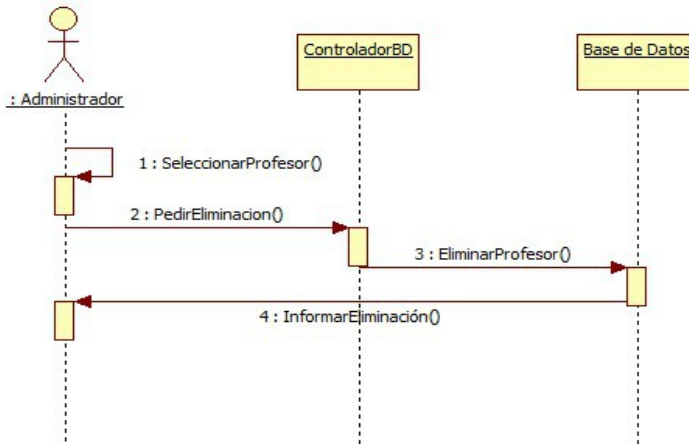 ControladorBD
Base de Datos
: Administrador
1 : SeleccionarProfesor()
2 : PedirEliminacion()
3 : EliminarProfesor()
4 : InformarEliminación()